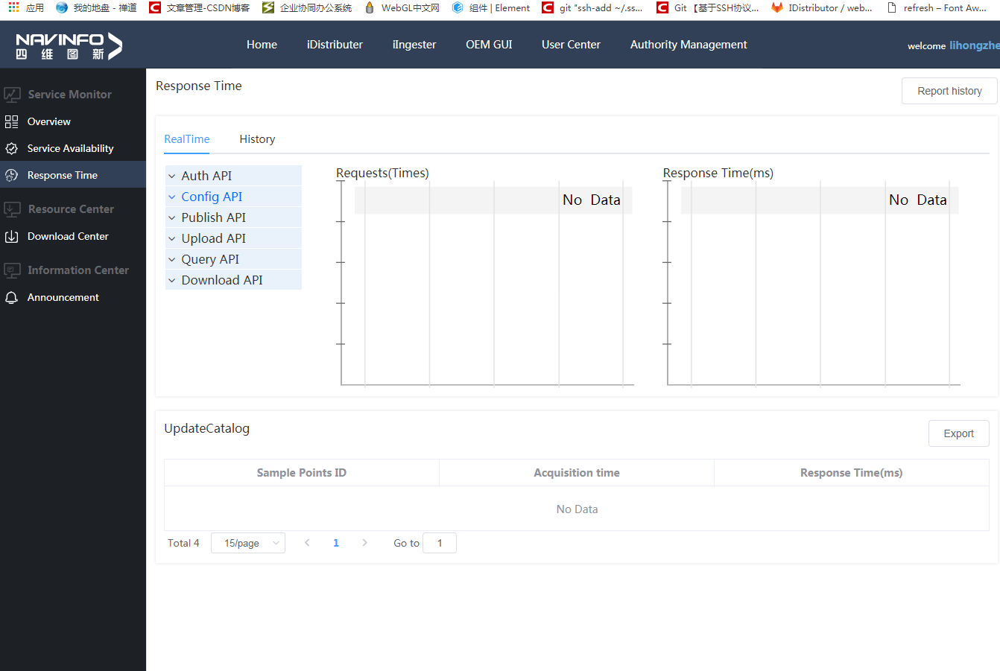 应用 我的地盘 - 禅道 文章管理-CSDN博客 企业协同办公系统 WebGL中文网 组件 | Element git "ssh-add ~/.ss... Git 【基于SSH协议... IDistributor / web... refresh – Font Aw...
NAVINFO
四维图新
Home iDistributer iIngester OEM GUI User Center Authority Management
welcome lihongzhe
Service Monitor
Overview
Service Availability
Response Time
Resource Center
Download Center
Information Center
Announcement
Response Time
Report history
RealTime History
Auth API
Config API
Publish API
Upload API
Query API
Download API
Requests(Times)
No Data
Response Time(ms)
No Data
UpdateCatalog
Export
Sample Points ID Acquisition time Response Time(ms)
No Data
Total 4 15/page 1 Go to 1